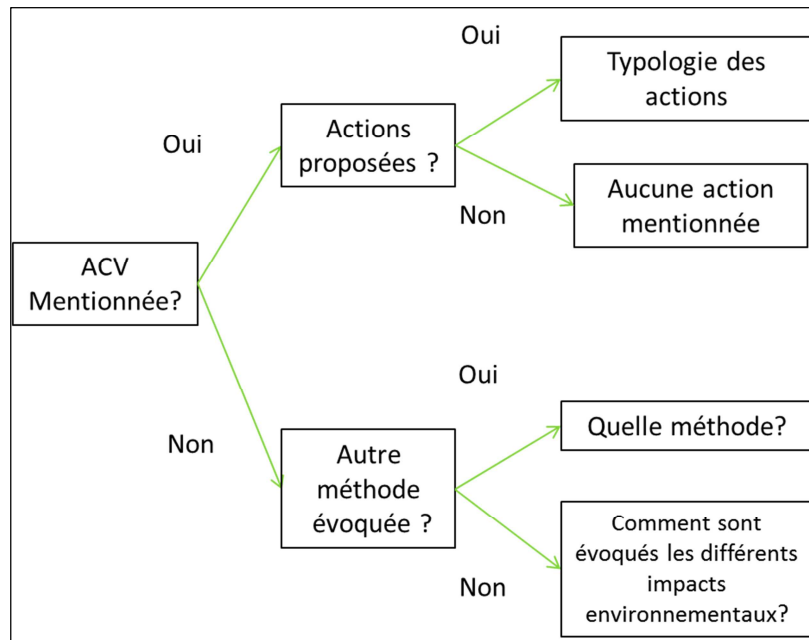 Oui
Typologie des
actions
Actions
proposées ?
Oui
Non
Aucune action
mentionnée
ACV
Mentionnée?
Oui
Quelle méthode?
Non
Autre
méthode
évoquée ?
Comment sont
évoqués les différents
impacts
environnementaux?
Non